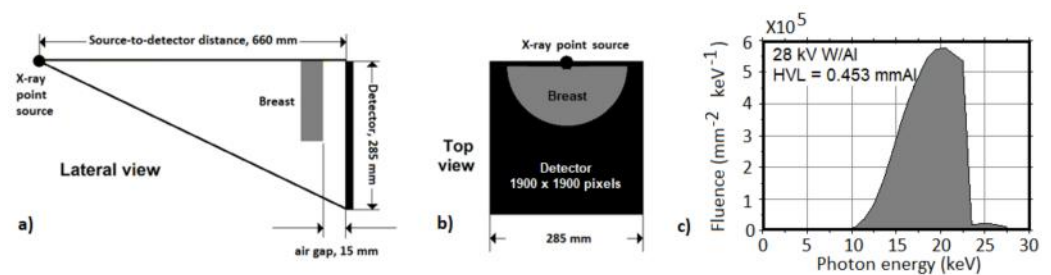 Source-to-detector distance, 660 mm
X-ray
point
source
Breast
Detector, 285 mm
Lateral view
a)
air gap, 15 mm
X-ray point source
Breast
Top
view
Detector
1900 x 1900 pixels
b)
285 mm
X10⁵
28 kV W/Al
HVL = 0.453 mmAl
Fluence (mm⁻² keV⁻¹)
6
5
4
3
2
1
0
c)
0 5 10 15 20 25 30
Photon energy (keV)